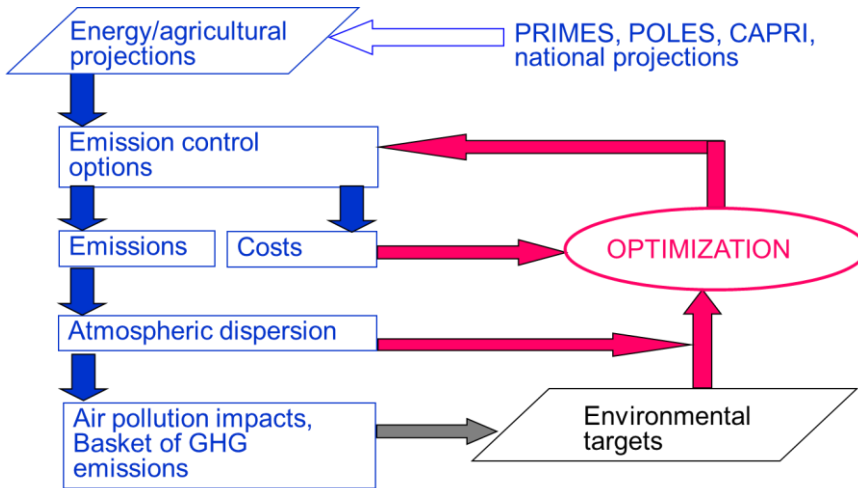 Energy/agricultural
projections
PRIMES, POLES, CAPRI,
national projections
Emission control
options
Emissions
Costs
OPTIMIZATION
Atmospheric dispersion
Air pollution impacts,
Basket of GHG
emissions
Environmental
targets